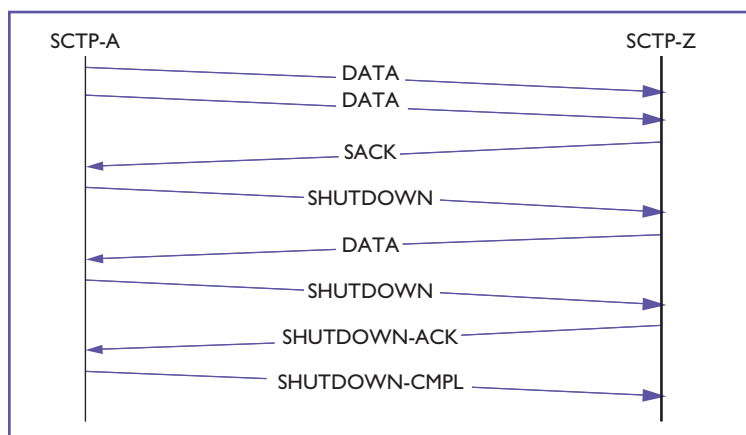 SCTP-A SCTP-Z
DATA
DATA
SACK
SHUTDOWN
DATA
SHUTDOWN
SHUTDOWN-ACK
SHUTDOWN-CMPL